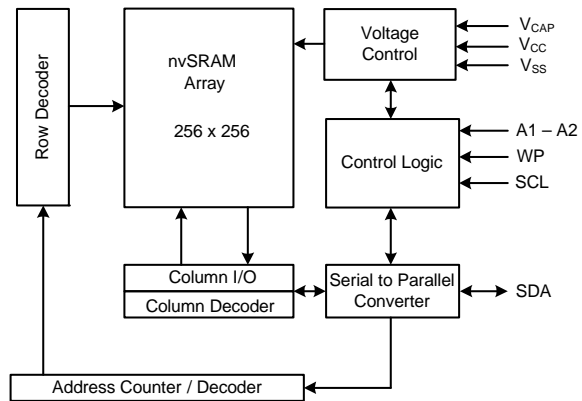 Row Decoder
nvSRAM
Array
256 x 256
Voltage
Control
VCAP
VCC
VSS
Control Logic
A1 – A2
WP
SCL
Column I/O
Column Decoder
Serial to Parallel
Converter
SDA
Address Counter / Decoder